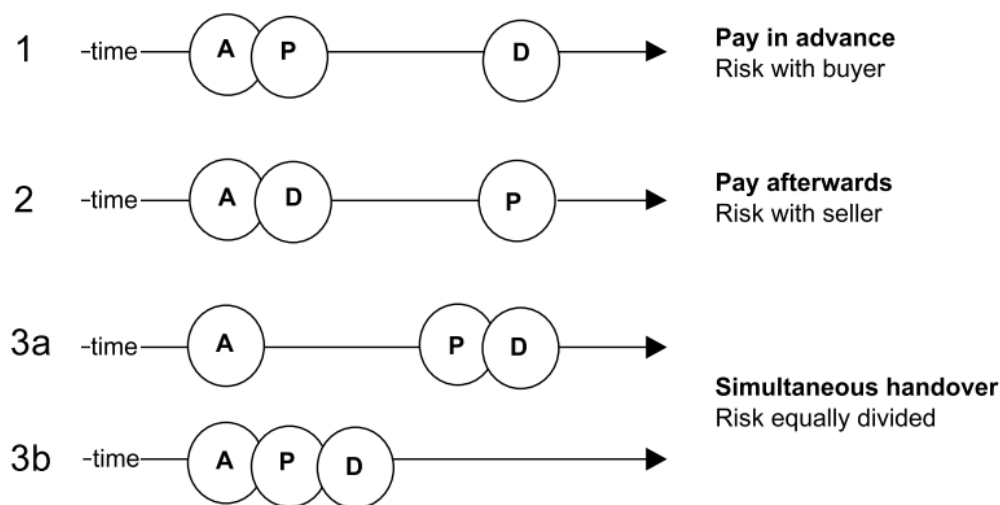 1 -time A P D Pay in advance
Risk with buyer
2 -time A D P Pay afterwards
Risk with seller
3a -time A P D
Simultaneous handover
Risk equally divided
3b -time A P D